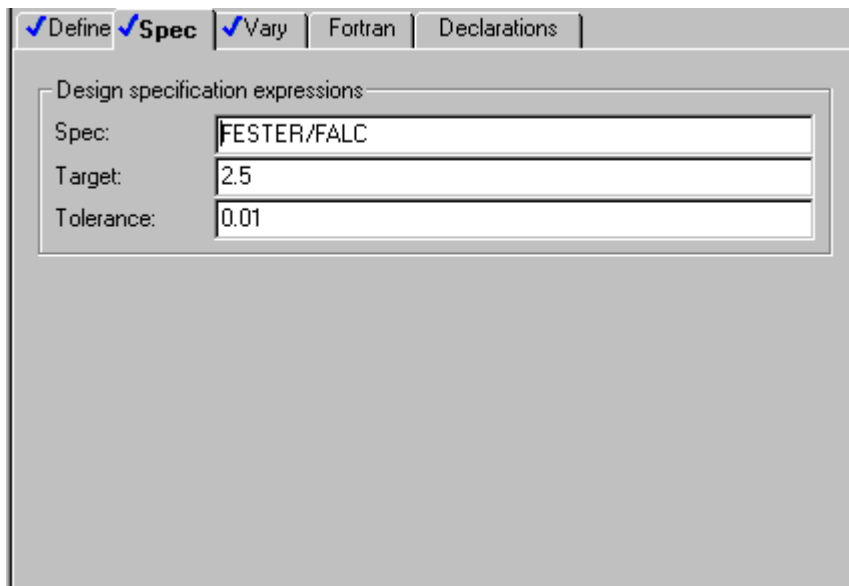 Define Spec Vary Fortran Declarations
Design specification expressions
Spec: FESTER/FALC
Target: 2.5
Tolerance: 0.01